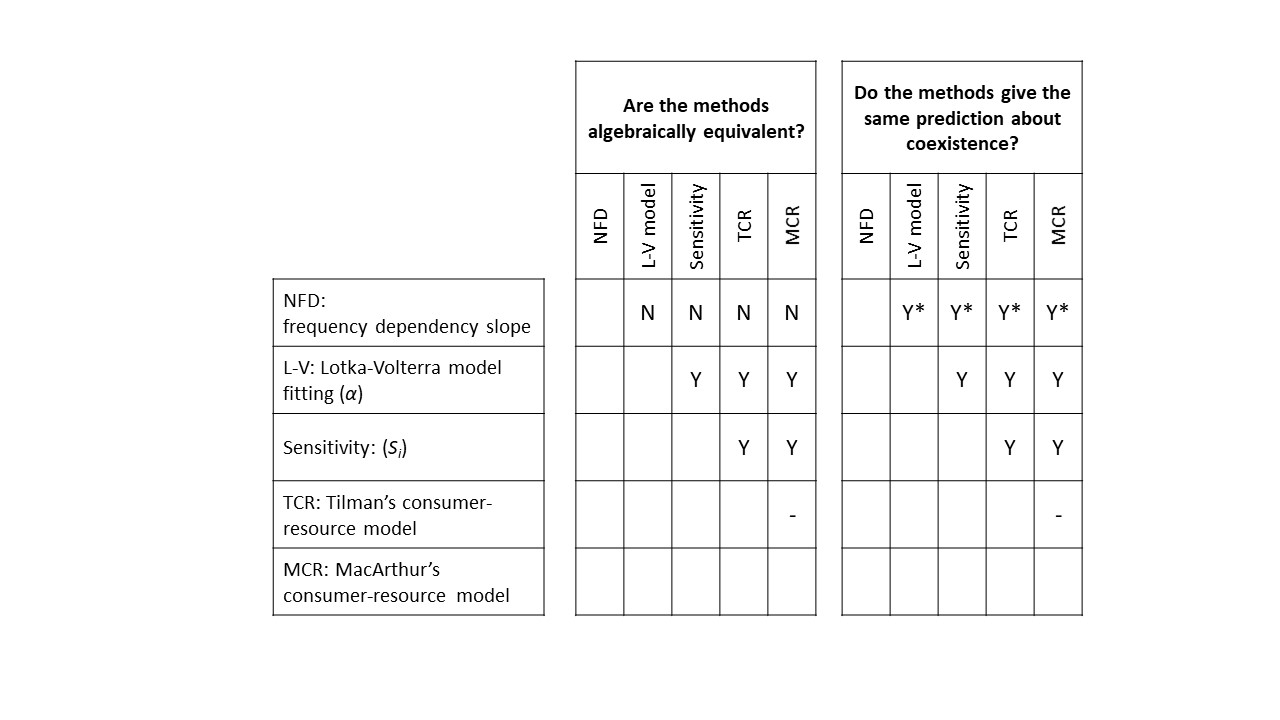 Are the methods
algebraically equivalent?
Do the methods give the
same prediction about
coexistence?
NFD
L-V model
Sensitivity
TCR
MCR
NFD
L-V model
Sensitivity
TCR
MCR
NFD:
frequency dependency slope
N N N N Y* Y* Y* Y*
L-V: Lotka-Volterra model
fitting (α)
Y Y Y Y Y Y
Sensitivity: (Si)
Y Y Y Y
TCR: Tilman’s consumer-
resource model
- -
MCR: MacArthur’s
consumer-resource model